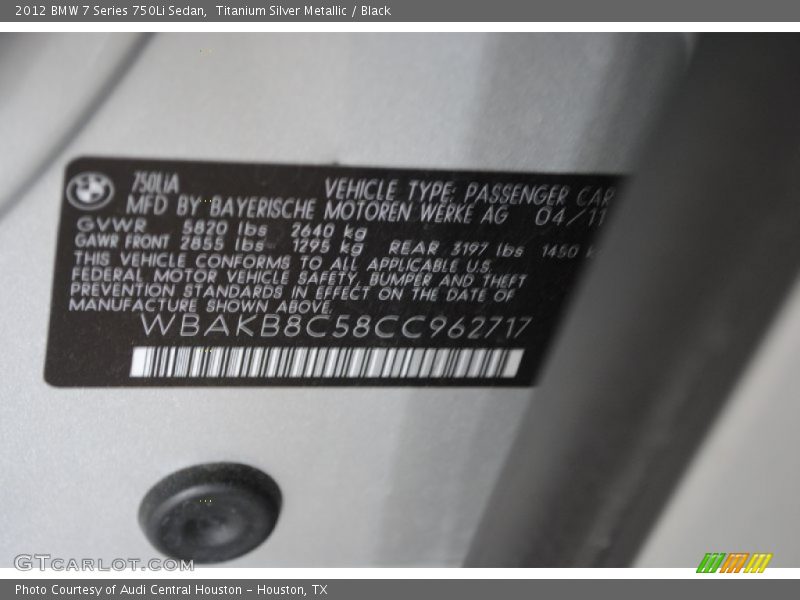 2012 BMW 7 Series 750Li Sedan,  Titanium Silver Metallic / Black
BMW
750LiA
VEHICLE TYPE: PASSENGER CAR
MFD BY BAYERISCHE MOTOREN WERKE AG 04/11
GVWR 5820 lbs 2640 kg
GAWR FRONT 2855 lbs 1295 kg REAR 3197 lbs 1450 k
THIS VEHICLE CONFORMS TO ALL APPLICABLE U.S.
FEDERAL MOTOR VEHICLE SAFETY, BUMPER AND THEFT
PREVENTION STANDARDS IN EFFECT ON THE DATE OF
MANUFACTURE SHOWN ABOVE.
WBAKB8C58CC962717
GTcarlot.com
Photo Courtesy of Audi Central Houston - Houston, TX